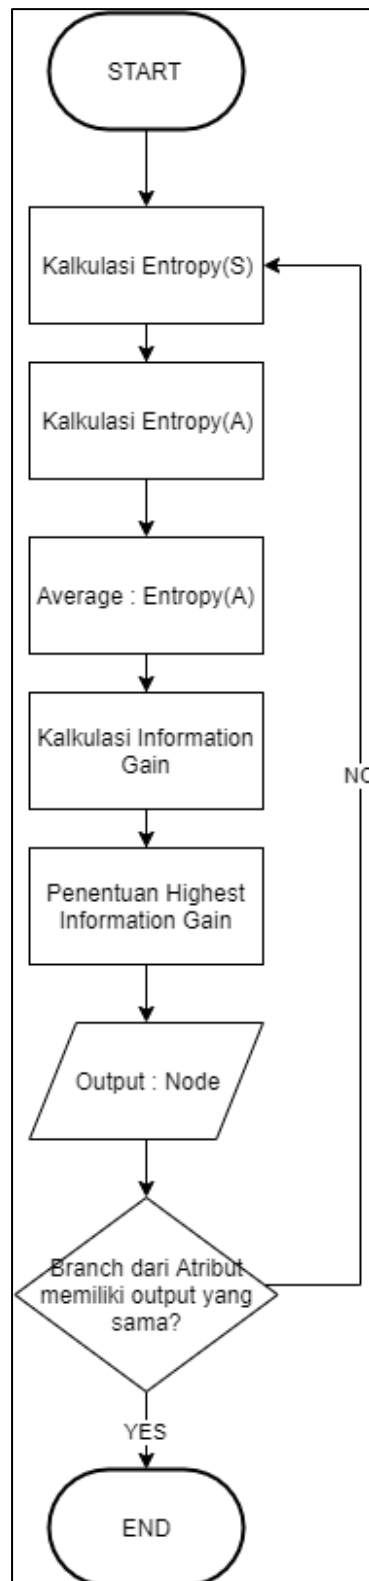 START
Kalkulasi Entropy(S)
Kalkulasi Entropy(A)
Average : Entropy(A)
Kalkulasi Information
Gain
NO
Penentuan Highest
Information Gain
Output : Node
Branch dari Atribut
memiliki output yang
sama?
YES
END